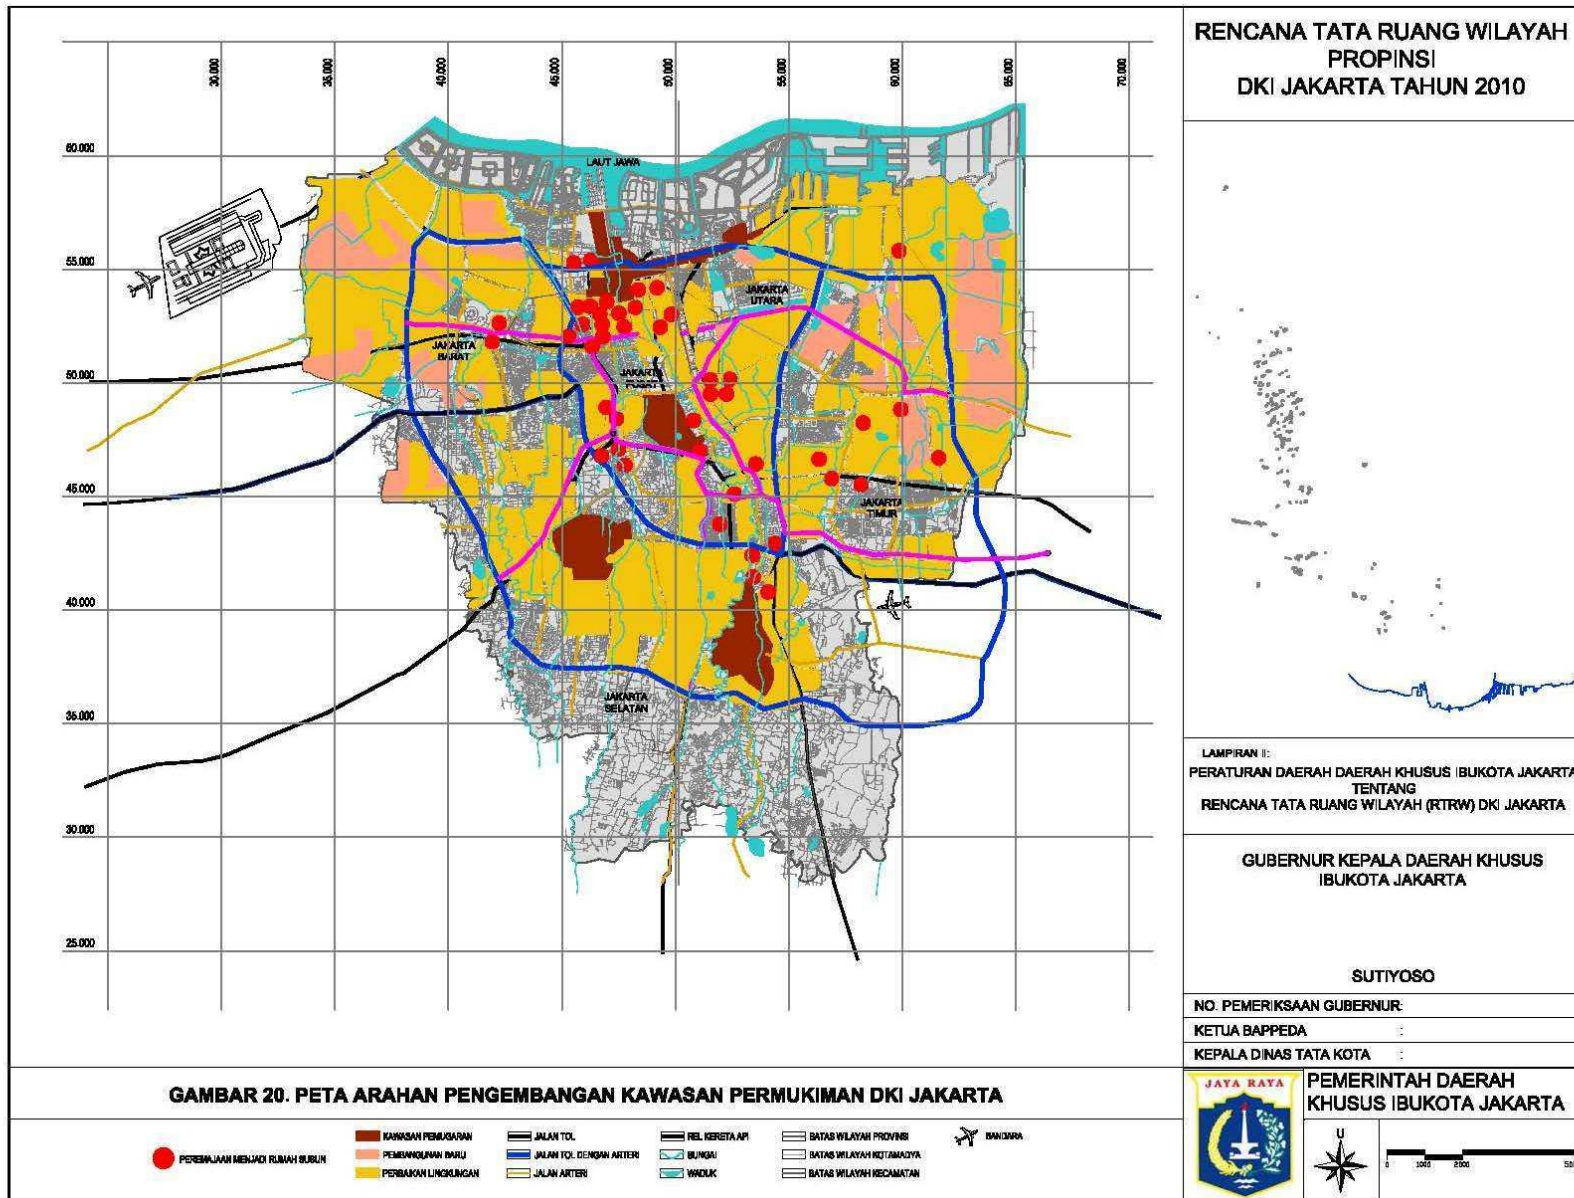 RENCANA TATA RUANG WILAYAH
PROPINSI
DKI JAKARTA TAHUN 2010
30.000
35.000
40.000
45.000
50.000
55.000
60.000
65.000
70.000
60.000
55.000
50.000
45.000
40.000
35.000
30.000
25.000
LAUT JAWA
JAKARTA
UTARA
JAKARTA
BARAT
JAKARTA
JAKARTA
TIMUR
JAKARTA
SELATAN
LAMPIRAN II:
PERATURAN DAERAH DAERAH KHUSUS IBUKOTA JAKARTA
TENTANG
RENCANA TATA RUANG WILAYAH (RTRW) DKI JAKARTA
GUBERNUR KEPALA DAERAH KHUSUS
IBUKOTA JAKARTA
SUTIYOSO
NO. PEMERIKSAAN GUBERNUR:
KETUA BAPPEDA :
KEPALA DINAS TATA KOTA :
GAMBAR 20. PETA ARAHAN PENGEMBANGAN KAWASAN PERMUKIMAN DKI JAKARTA
PEREMAJAAN MENJADI RUMAH SUSUN
KAWASAN PEMUGARAN
PEMBANGUNAN BARU
PERBAIKAN LINGKUNGAN
JALAN TOL
JALAN TOL DENGAN ARTERI
JALAN ARTERI
REL KERETA API
SUNGAI
WADUK
BATAS WILAYAH PROVINSI
BATAS WILAYAH KOTAMADYA
BATAS WILAYAH KECAMATAN
BANDARA
JAYA RAYA
PEMERINTAH DAERAH
KHUSUS IBUKOTA JAKARTA
U
0 1000 2000